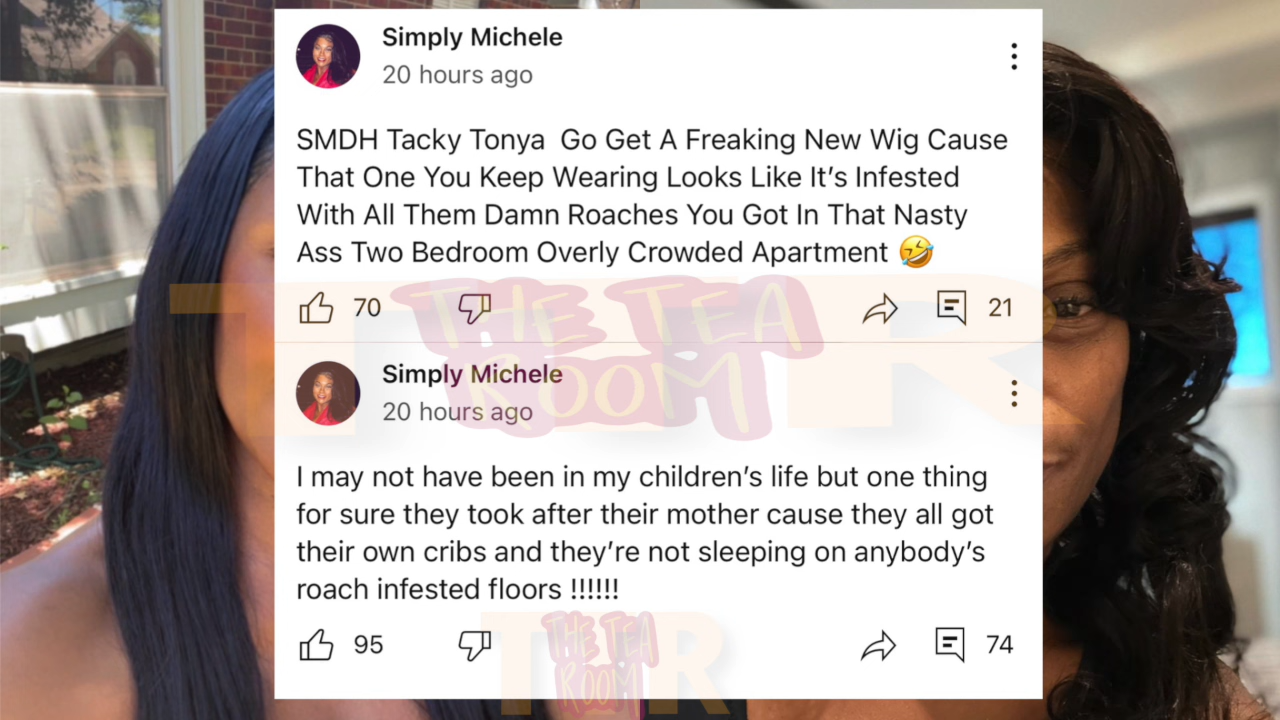 Simply Michele
20 hours ago
SMDH Tacky Tonya  Go Get A Freaking New Wig Cause
That One You Keep Wearing Looks Like It’s Infested
With All Them Damn Roaches You Got In That Nasty
Ass Two Bedroom Overly Crowded Apartment 🤣
70
21
THE TEA
ROOM
Simply Michele
20 hours ago
I may not have been in my children’s life but one thing
for sure they took after their mother cause they all got
their own cribs and they’re not sleeping on anybody’s
roach infested floors !!!!!!
95
74
THE TEA
ROOM